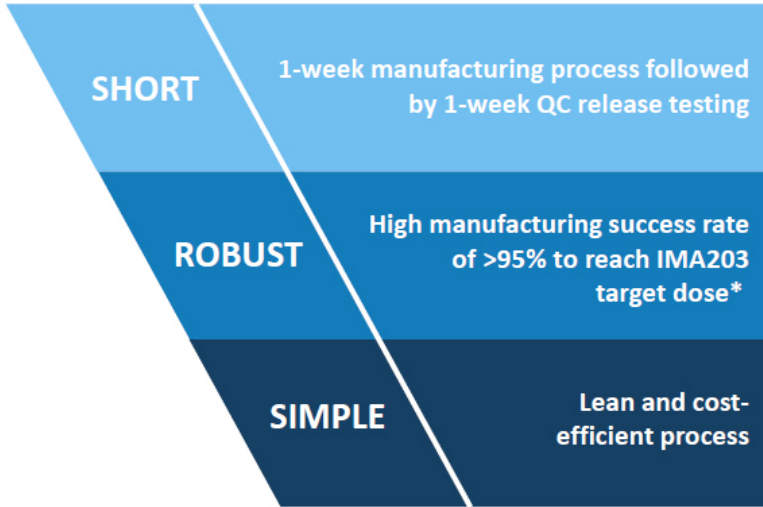 SHORT
1-week manufacturing process followed
by 1-week QC release testing
ROBUST
High manufacturing success rate
of >95% to reach IMA203
target dose*
SIMPLE
Lean and cost-
efficient process